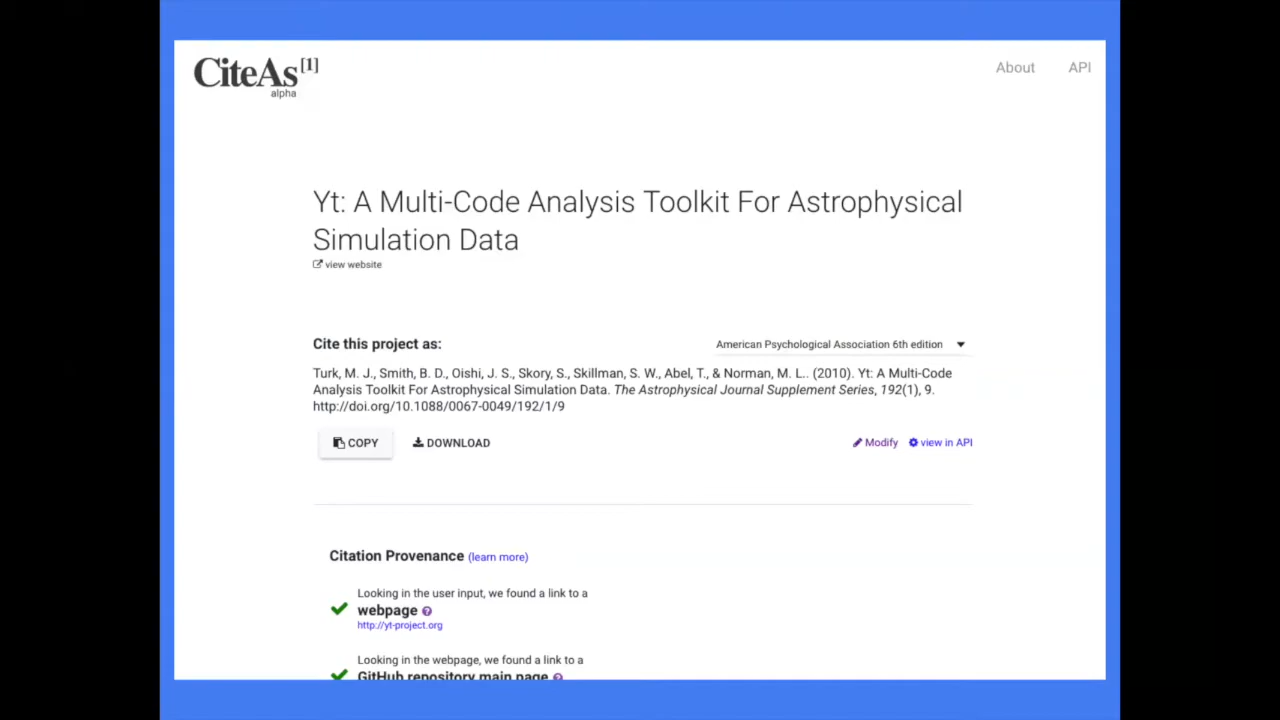 CiteAs[1]
alpha
About
API
Yt: A Multi-Code Analysis Toolkit For Astrophysical
Simulation Data
view website
Cite this project as:
American Psychological Association 6th edition
Turk, M. J., Smith, B. D., Oishi, J. S., Skory, S., Skillman, S. W., Abel, T., & Norman, M. L.. (2010). Yt: A Multi-Code
Analysis Toolkit For Astrophysical Simulation Data. The Astrophysical Journal Supplement Series, 192(1), 9.
http://doi.org/10.1088/0067-0049/192/1/9
COPY
DOWNLOAD
Modify
view in API
Citation Provenance (learn more)
Looking in the user input, we found a link to a
webpage
http://yt-project.org
Looking in the webpage, we found a link to a
GitHub repository main page